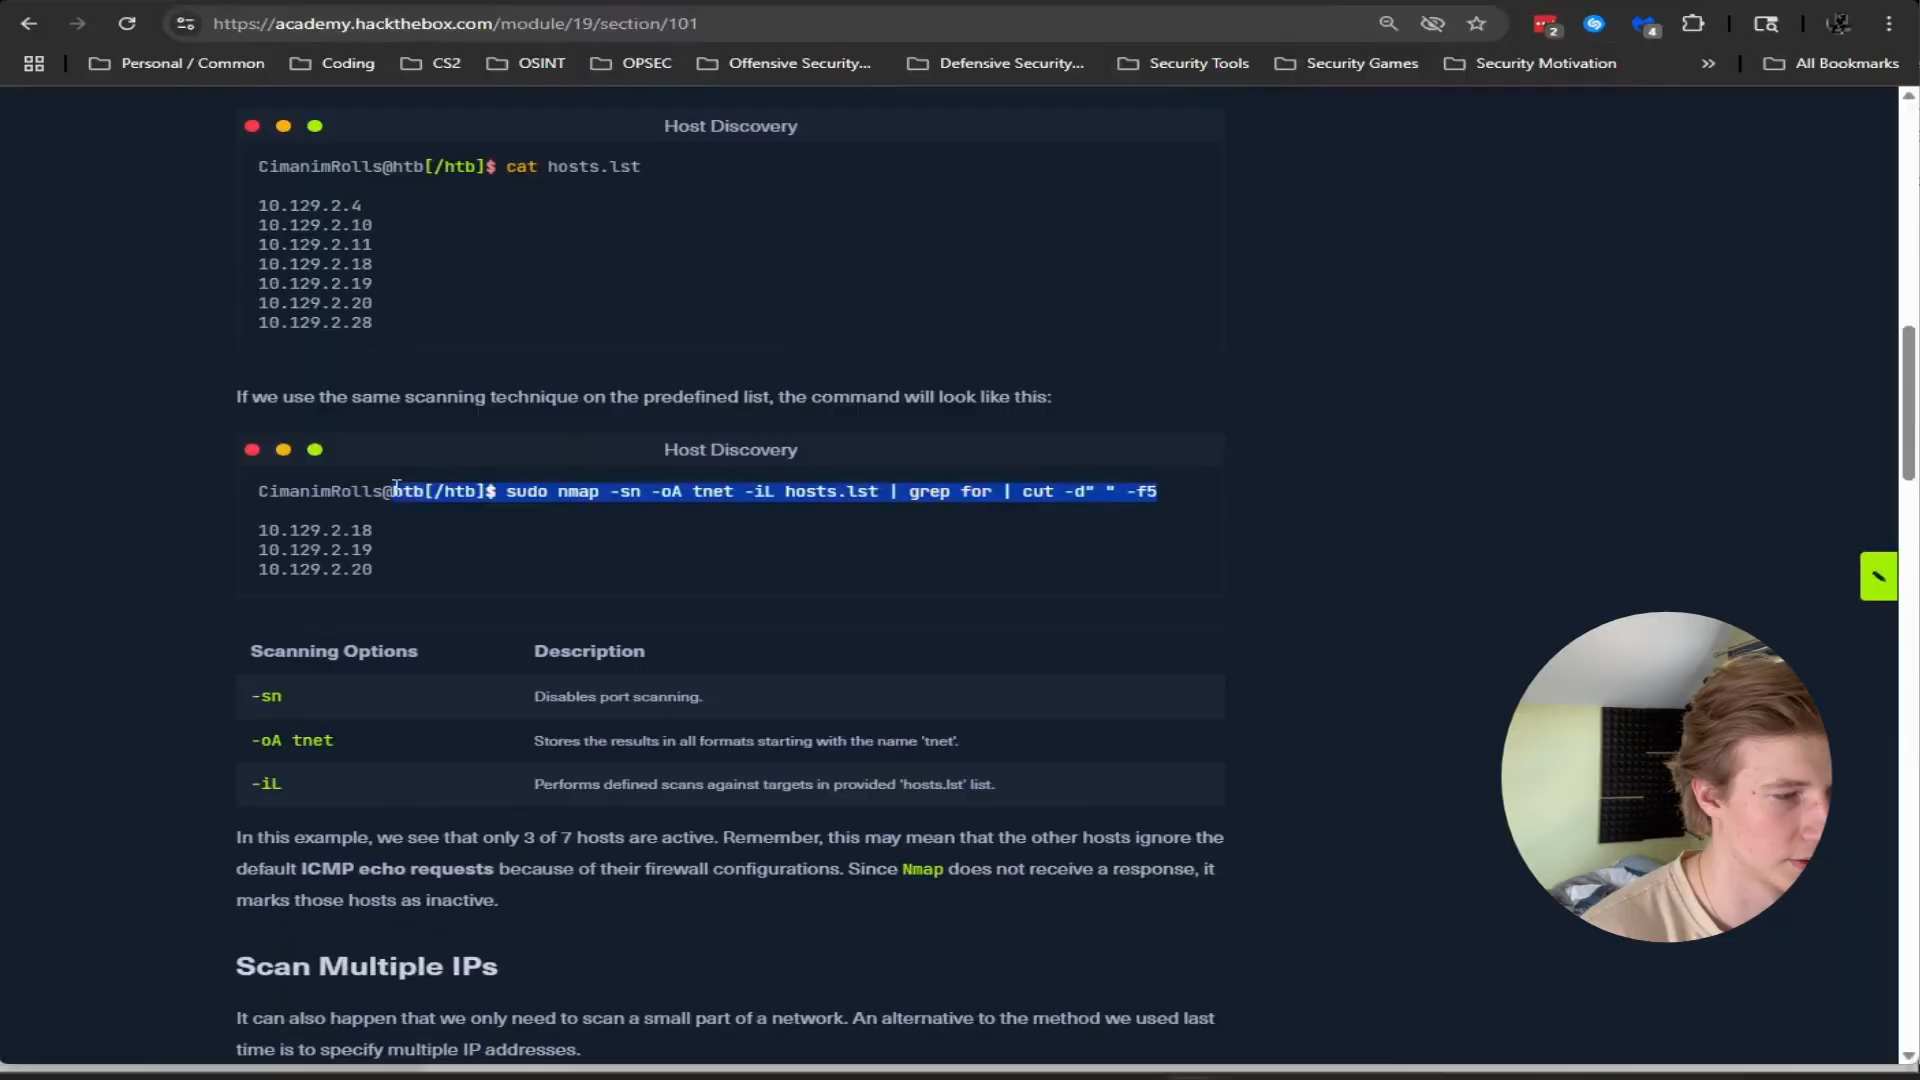 https://academy.hackthebox.com/module/19/section/101
2
4
Personal / Common
Coding
CS2
OSINT
OPSEC
Offensive Security...
Defensive Security...
Security Tools
Security Games
Security Motivation
»
All Bookmarks
Host Discovery
CimanimRolls@htb[/htb]$ cat hosts.lst
10.129.2.4
10.129.2.10
10.129.2.11
10.129.2.18
10.129.2.19
10.129.2.20
10.129.2.28
If we use the same scanning technique on the predefined list, the command will look like this:
Host Discovery
CimanimRolls@htb[/htb]$ sudo nmap -sn -oA tnet -iL hosts.lst | grep for | cut -d" " -f5
10.129.2.18
10.129.2.19
10.129.2.20
Scanning Options Description
-sn Disables port scanning.
-oA tnet Stores the results in all formats starting with the name 'tnet'.
-iL Performs defined scans against targets in provided 'hosts.lst' list.
In this example, we see that only 3 of 7 hosts are active. Remember, this may mean that the other hosts ignore the
default ICMP echo requests because of their firewall configurations. Since Nmap does not receive a response, it
marks those hosts as inactive.
Scan Multiple IPs
It can also happen that we only need to scan a small part of a network. An alternative to the method we used last
time is to specify multiple IP addresses.